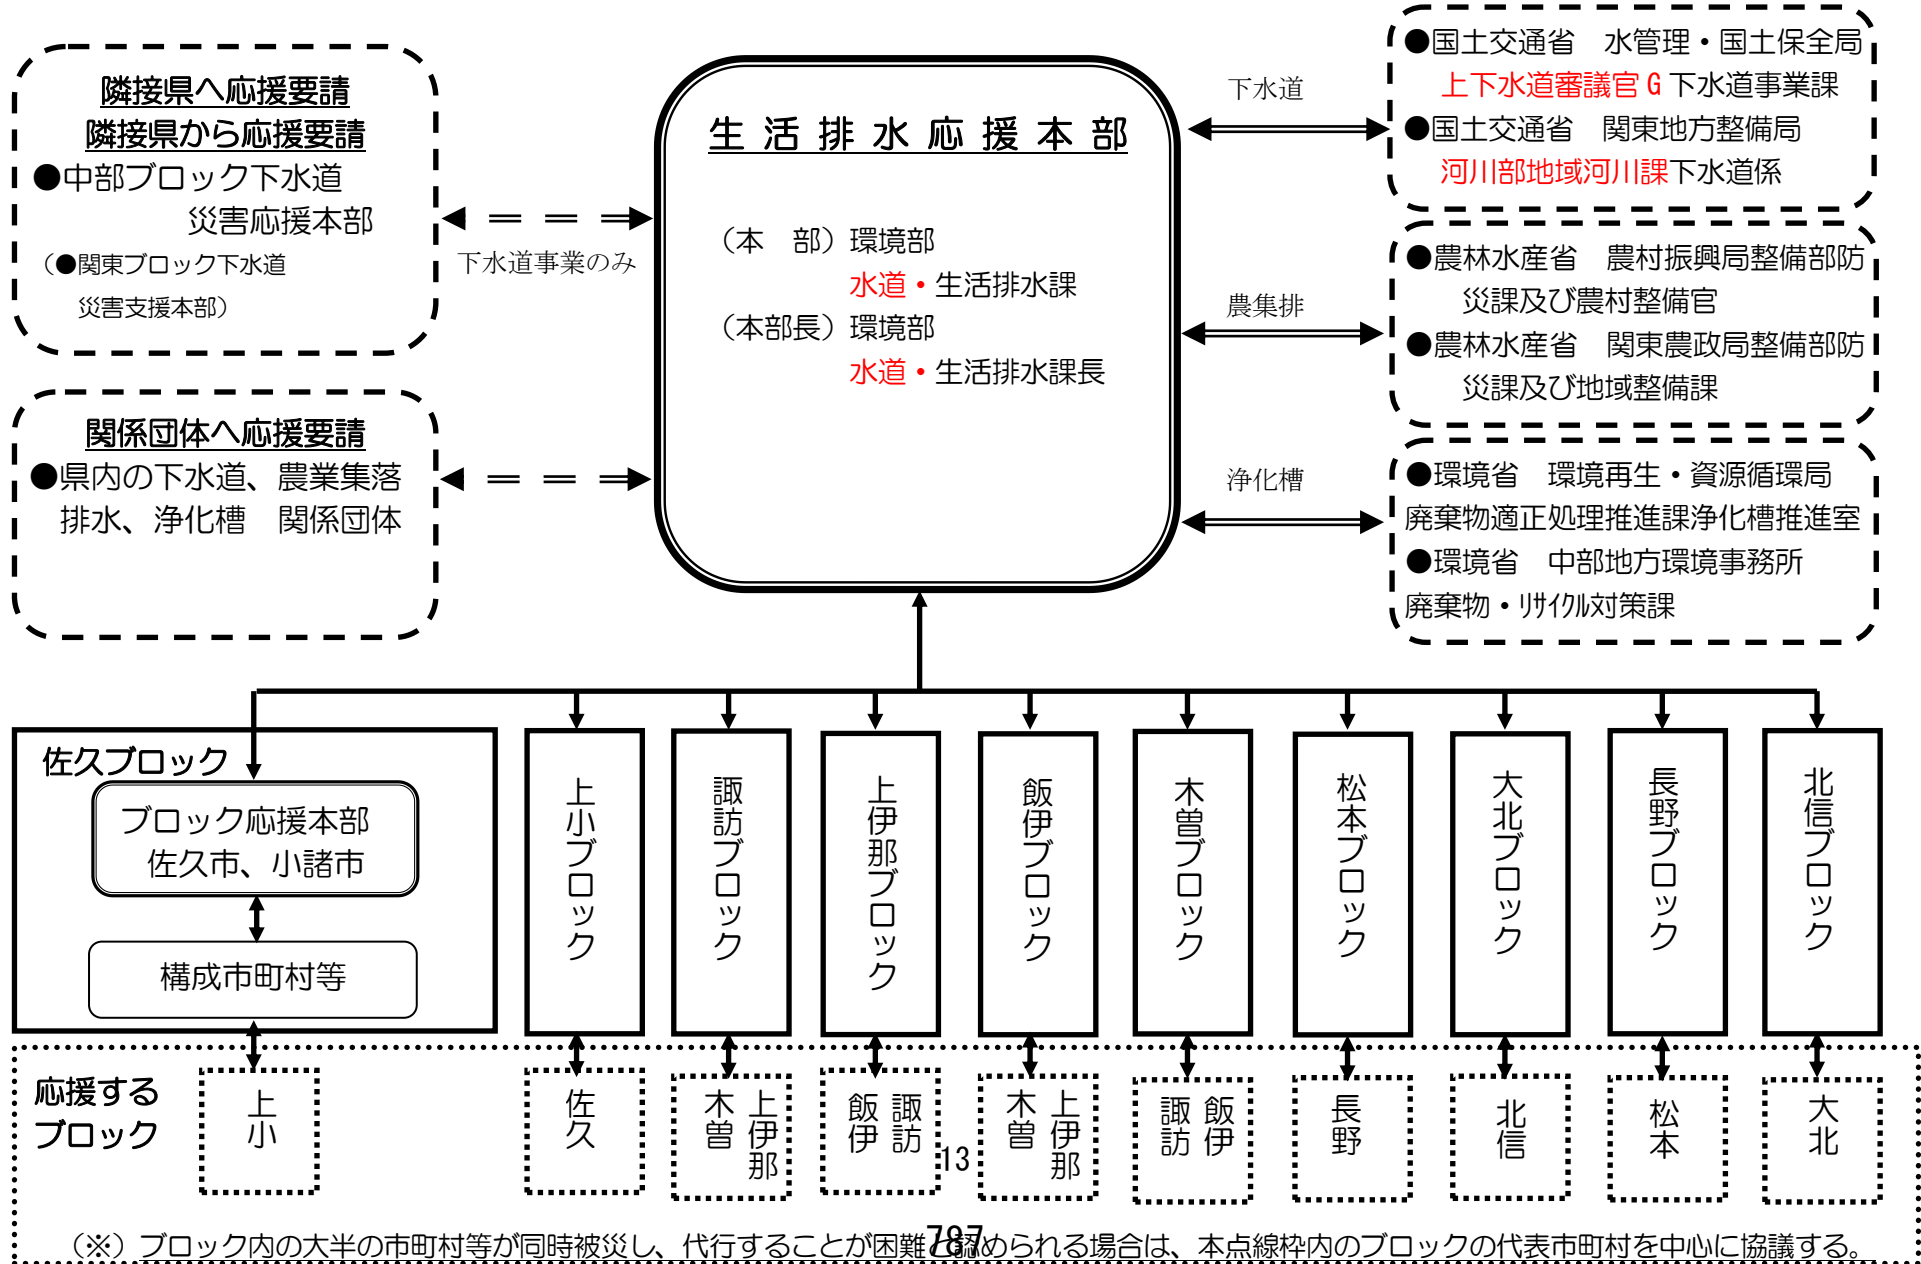 隣接県へ応援要請
隣接県から応援要請
●中部ブロック下水道
災害応援本部
（●関東ブロック下水道
災害支援本部）
下水道事業のみ
関係団体へ応援要請
●県内の下水道、農業集落
排水、浄化槽　関係団体
生活排水応援本部
（本　部）環境部
水道・生活排水課
（本部長）環境部
水道・生活排水課長
下水道
●国土交通省　水管理・国土保全局
上下水道審議官G 下水道事業課
●国土交通省　関東地方整備局
河川部地域河川課下水道係
農集排
●農林水産省　農村振興局整備部防
災課及び農村整備官
●農林水産省　関東農政局整備部防
災課及び地域整備課
浄化槽
●環境省　環境再生・資源循環局
廃棄物適正処理推進課浄化槽推進室
●環境省　中部地方環境事務所
廃棄物・ﾘｻｲｸﾙ対策課
佐久ブロック
ブロック応援本部
佐久市、小諸市
構成市町村等
上小ブロック
諏訪ブロック
上伊那ブロック
飯伊ブロック
木曽ブロック
松本ブロック
大北ブロック
長野ブロック
北信ブロック
応援する
ブロック
上小
佐久
上伊那
木曽
諏訪
飯伊
上伊那
木曽
飯伊
諏訪
長野
北信
松本
大北
13
（※）ブロック内の大半の市町村等が同時被災し、代行することが困難と認められる場合は、本点線枠内のブロックの代表市町村を中心に協議する。
787